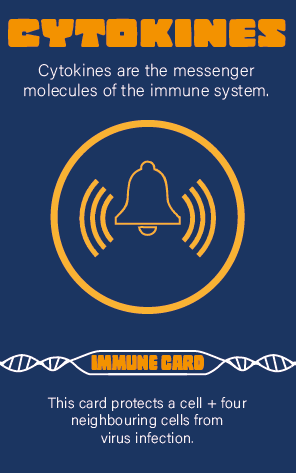 CYTOKINES
Cytokines are the messenger
molecules of the immune system.
IMMUNE CARD
This card protects a cell + four
neighbouring cells from
virus infection.